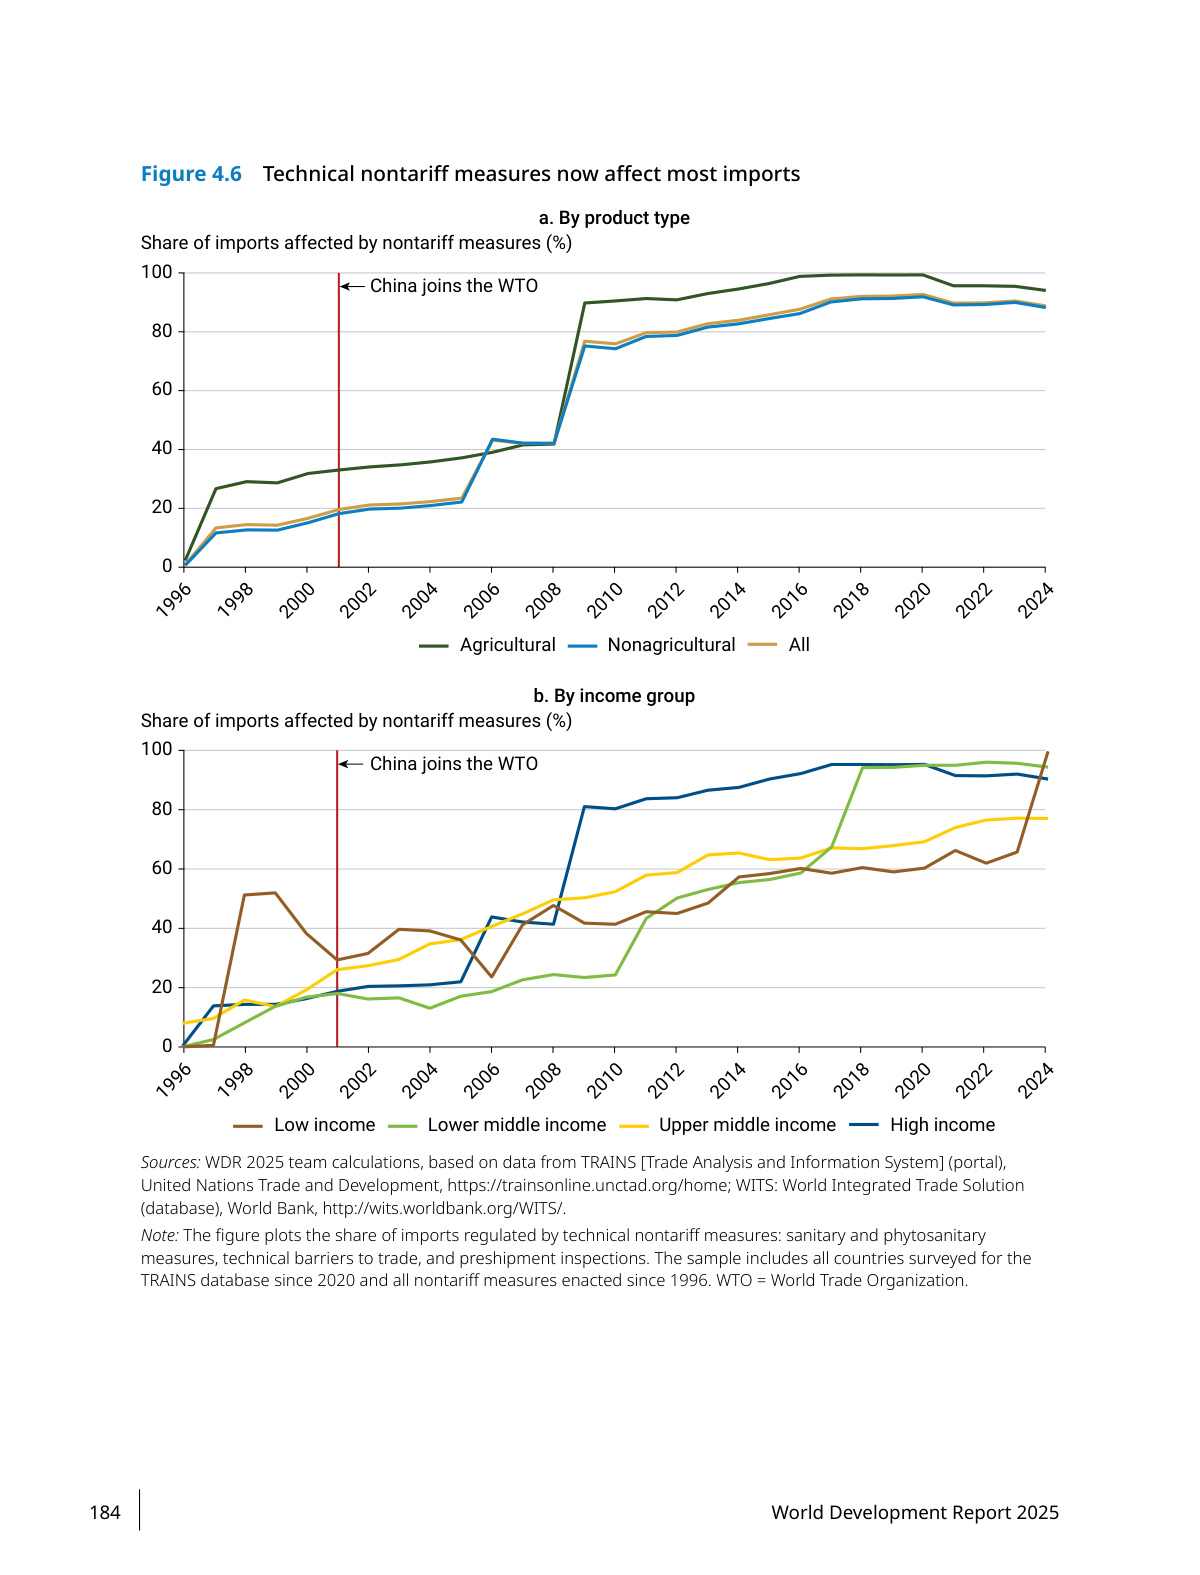 Figure 4.6 Technical nontariff measures now affect most imports
a. By product type
Share of imports affected by nontariff measures (%)
100
China joins the WTO
80
60
40
20
0
1996 1998 2000 2002 2004 2006 2008 2010 2012 2014 2016 2018 2020 2022 2024
Agricultural Nonagricultural All
b. By income group
Share of imports affected by nontariff measures (%)
100
China joins the WTO
80
60
40
20
0
1996 1998 2000 2002 2004 2006 2008 2010 2012 2014 2016 2018 2020 2022 2024
Low income Lower middle income Upper middle income High income
Sources: WDR 2025 team calculations, based on data from TRAINS [Trade Analysis and Information System] (portal),
United Nations Trade and Development, https://trainsonline.unctad.org/home; WITS: World Integrated Trade Solution
(database), World Bank, http://wits.worldbank.org/WITS/.
Note: The figure plots the share of imports regulated by technical nontariff measures: sanitary and phytosanitary
measures, technical barriers to trade, and preshipment inspections. The sample includes all countries surveyed for the
TRAINS database since 2020 and all nontariff measures enacted since 1996. WTO = World Trade Organization.
184
World Development Report 2025